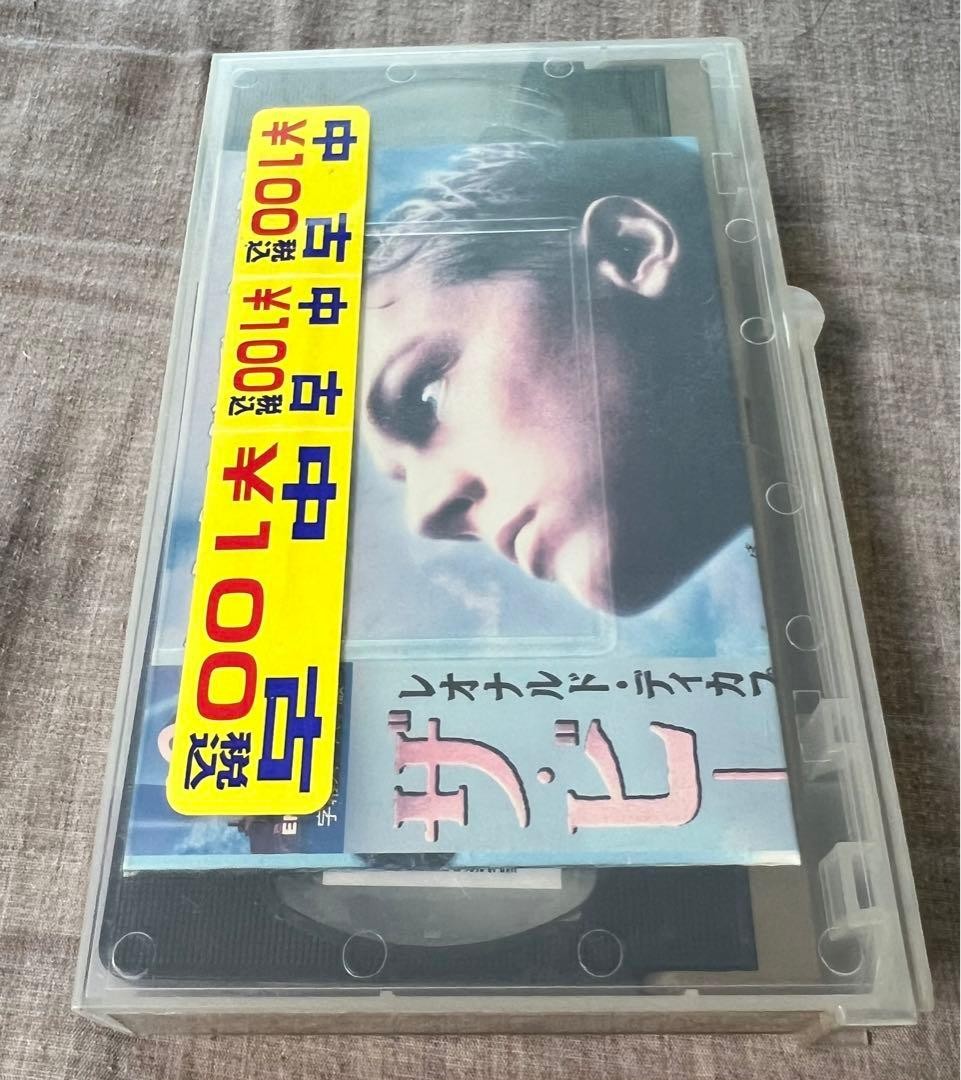 中古
¥100
税込
中古
¥100
税込
中古
¥100
税込
レオナルド・ディカプ
ザ・ビー